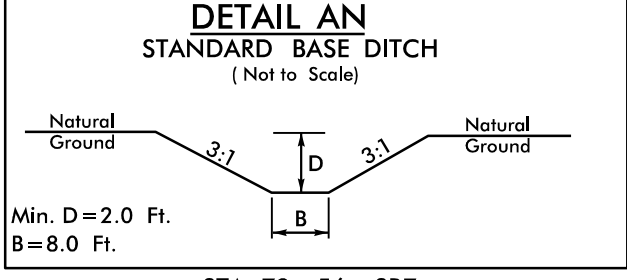 DETAIL AN
STANDARD BASE DITCH
( Not to Scale)
Natural
Ground
3:1
D
3:1
Natural
Ground
B
Min. D=2.0 Ft.
B=8.0 Ft.